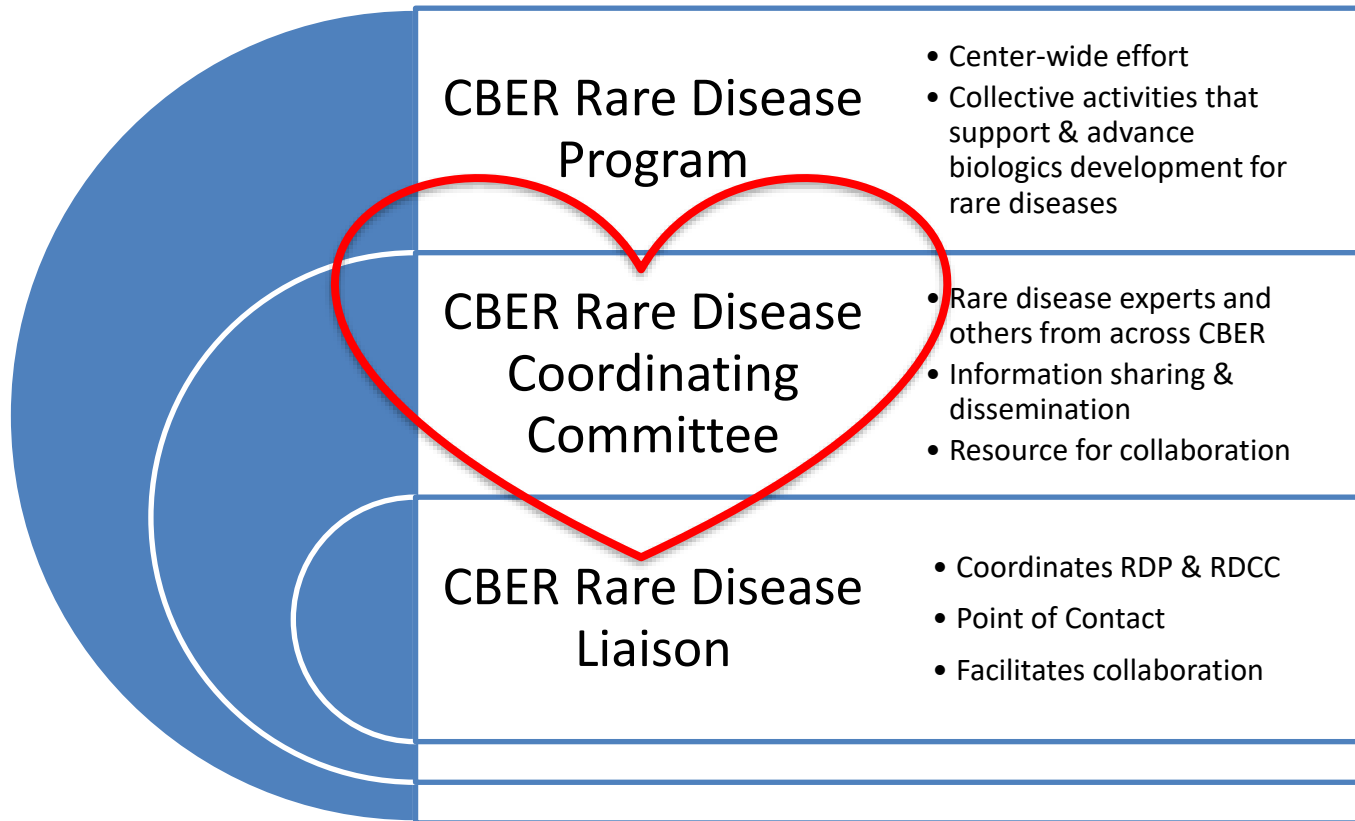 CBER Rare Disease
Program
• Center-wide effort
• Collective activities that
support & advance
biologics development for
rare diseases
CBER Rare Disease
Coordinating
Committee
• Rare disease experts and
others from across CBER
• Information sharing &
dissemination
• Resource for collaboration
CBER Rare Disease
Liaison
• Coordinates RDP & RDCC
• Point of Contact
• Facilitates collaboration